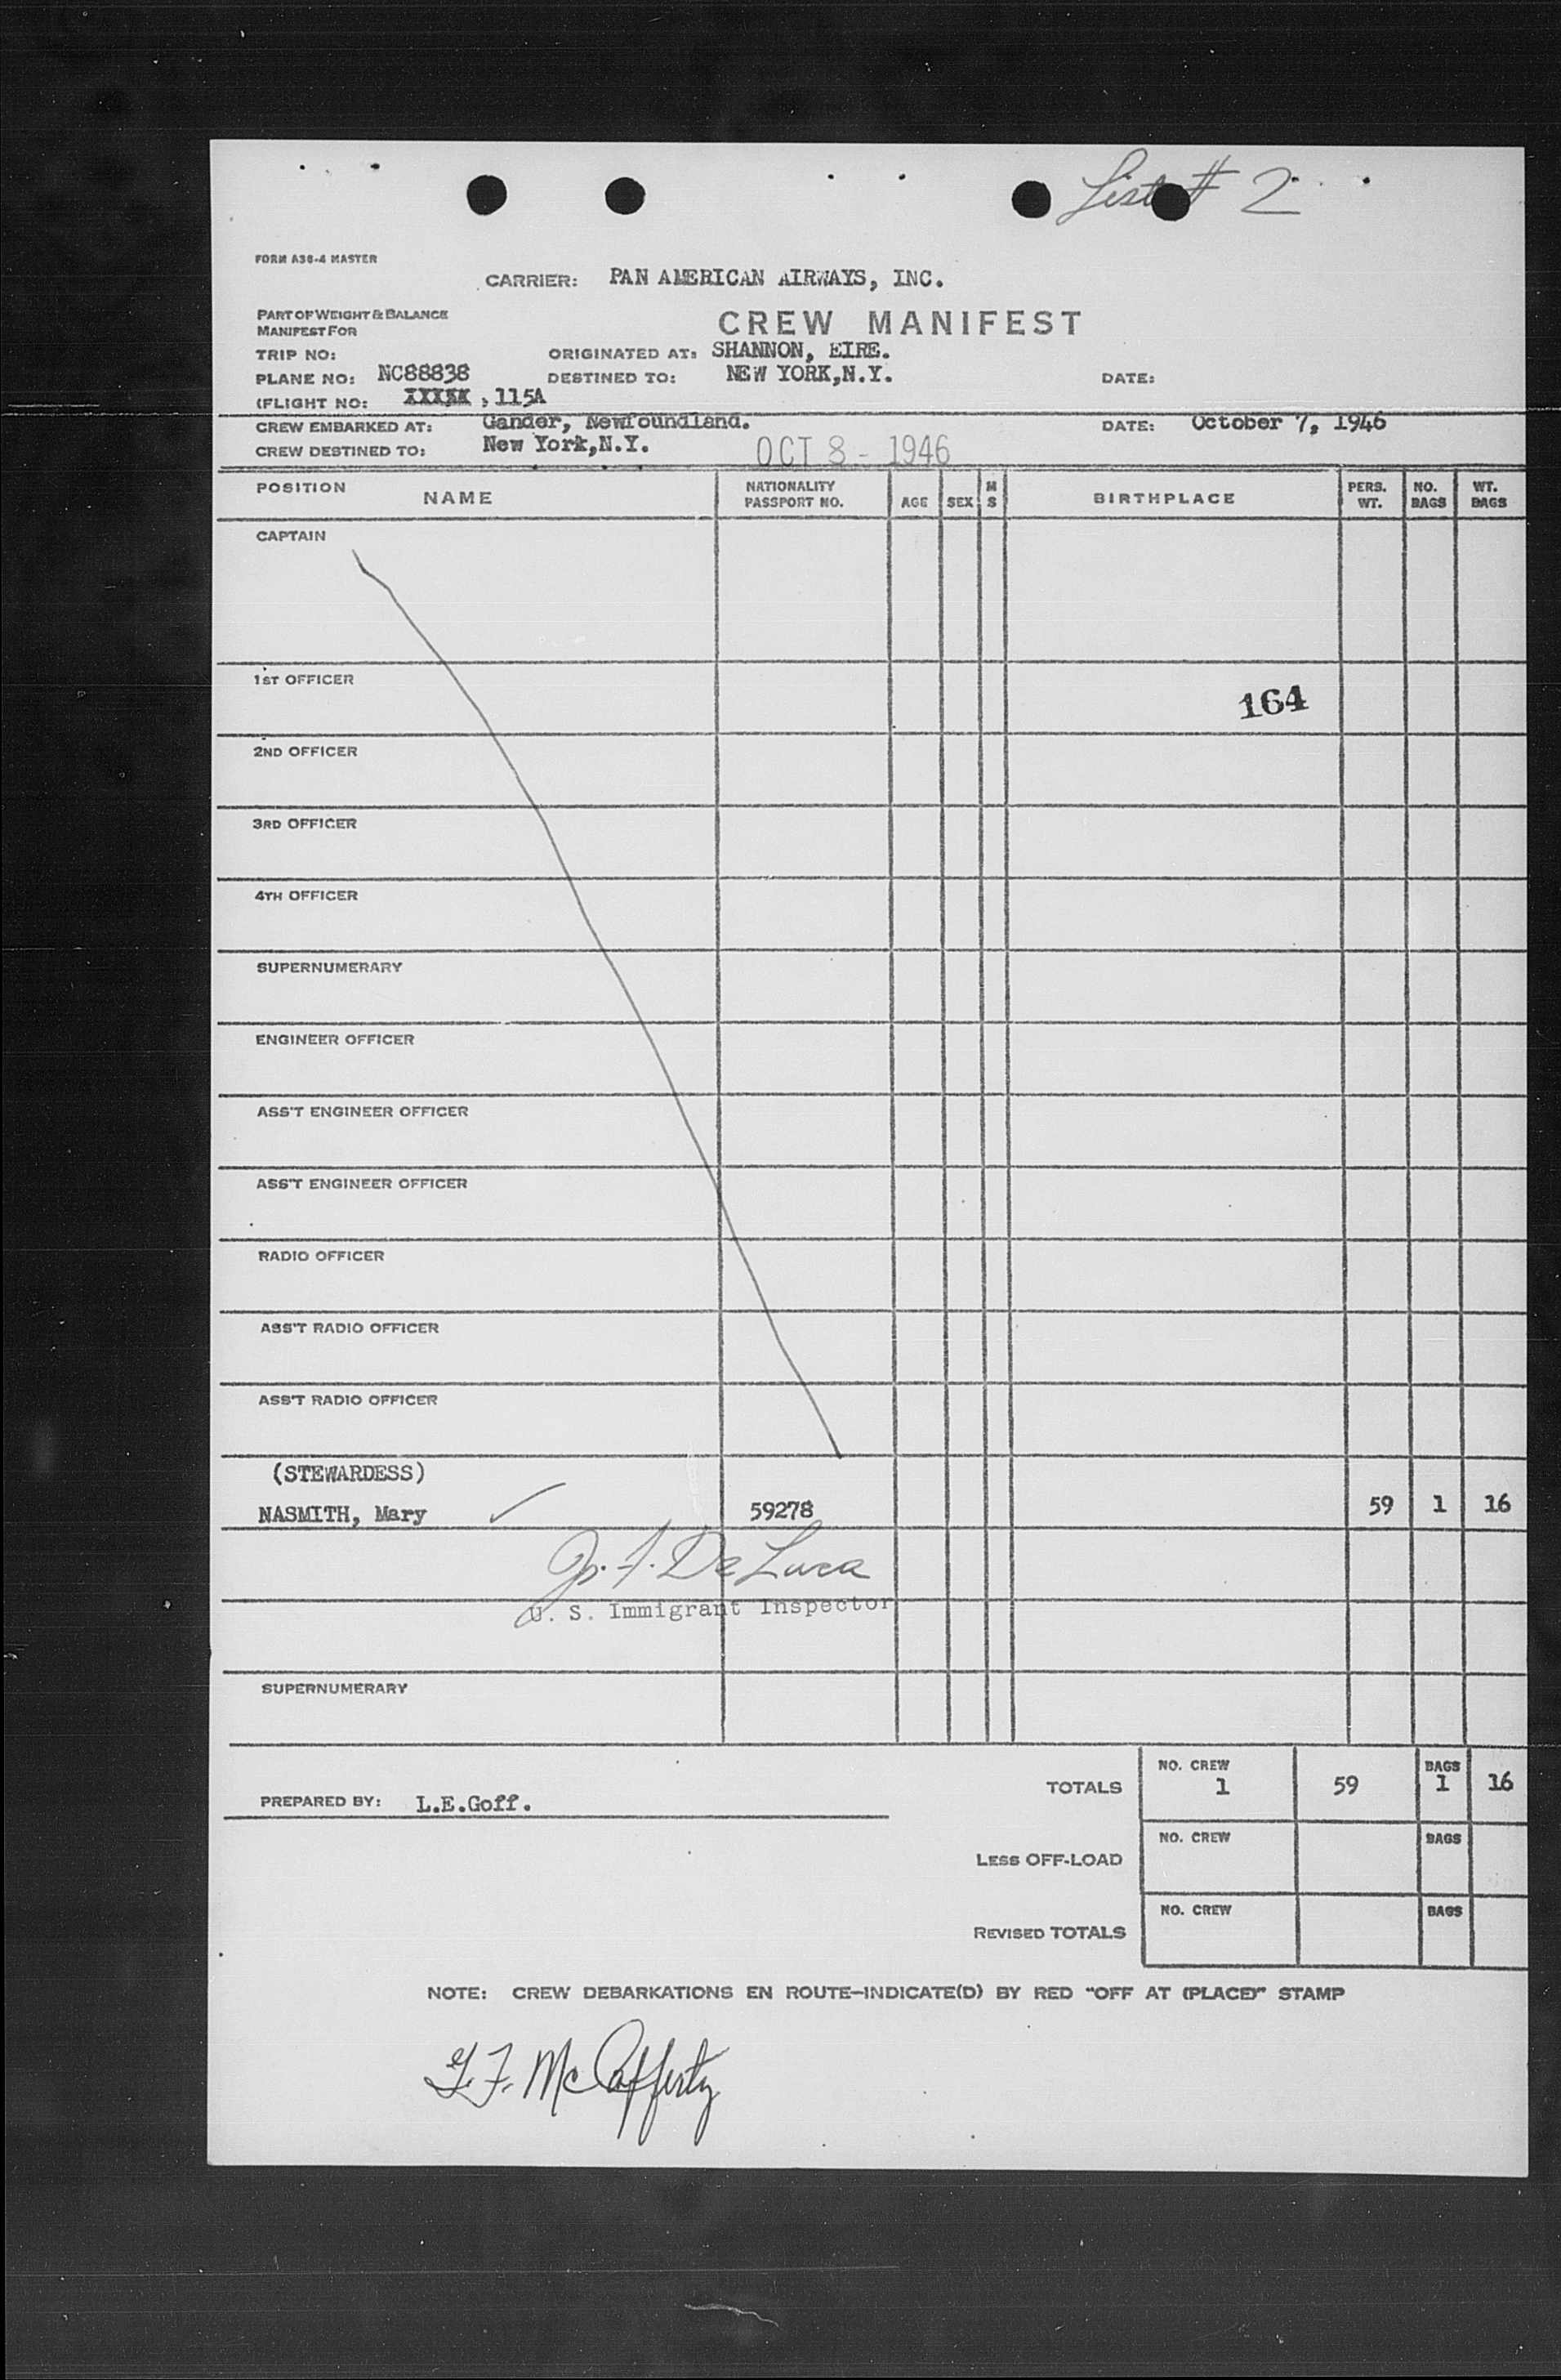 List # 2
FORM A36-4 MASTER
CARRIER: PAN AMERICAN AIRWAYS, INC.
PART OF WEIGHT & BALANCE
MANIFEST FOR
CREW MANIFEST
TRIP NO: ORIGINATED AT: SHANNON, EIRE.
PLANE NO: NC88838 DESTINED TO: NEW YORK,N.Y. DATE:
(FLIGHT NO: XXXXX , 115A
CREW EMBARKED AT: Gander, Newfoundland. DATE: October 7, 1946
CREW DESTINED TO: New York,N.Y. OCT 8 - 1946
POSITION NAME NATIONALITY PASSPORT NO. AGE SEX M S BIRTHPLACE PERS. WT. NO. BAGS WT. BAGS
CAPTAIN
1ST OFFICER
164
2ND OFFICER
3RD OFFICER
4TH OFFICER
SUPERNUMERARY
ENGINEER OFFICER
ASS'T ENGINEER OFFICER
ASS'T ENGINEER OFFICER
RADIO OFFICER
ASS'T RADIO OFFICER
ASS'T RADIO OFFICER
(STEWARDESS)
NASMITH, Mary 59278 59 1 16
De Luca
U. S. Immigrant Inspector
SUPERNUMERARY
TOTALS NO. CREW 1 59 BAGS 1 16
PREPARED BY: L.E.Goff.
LESS OFF-LOAD NO. CREW BAGS
REVISED TOTALS NO. CREW BAGS
NOTE: CREW DEBARKATIONS EN ROUTE-INDICATE(D) BY RED "OFF AT (PLACE)" STAMP
F. McCafferty